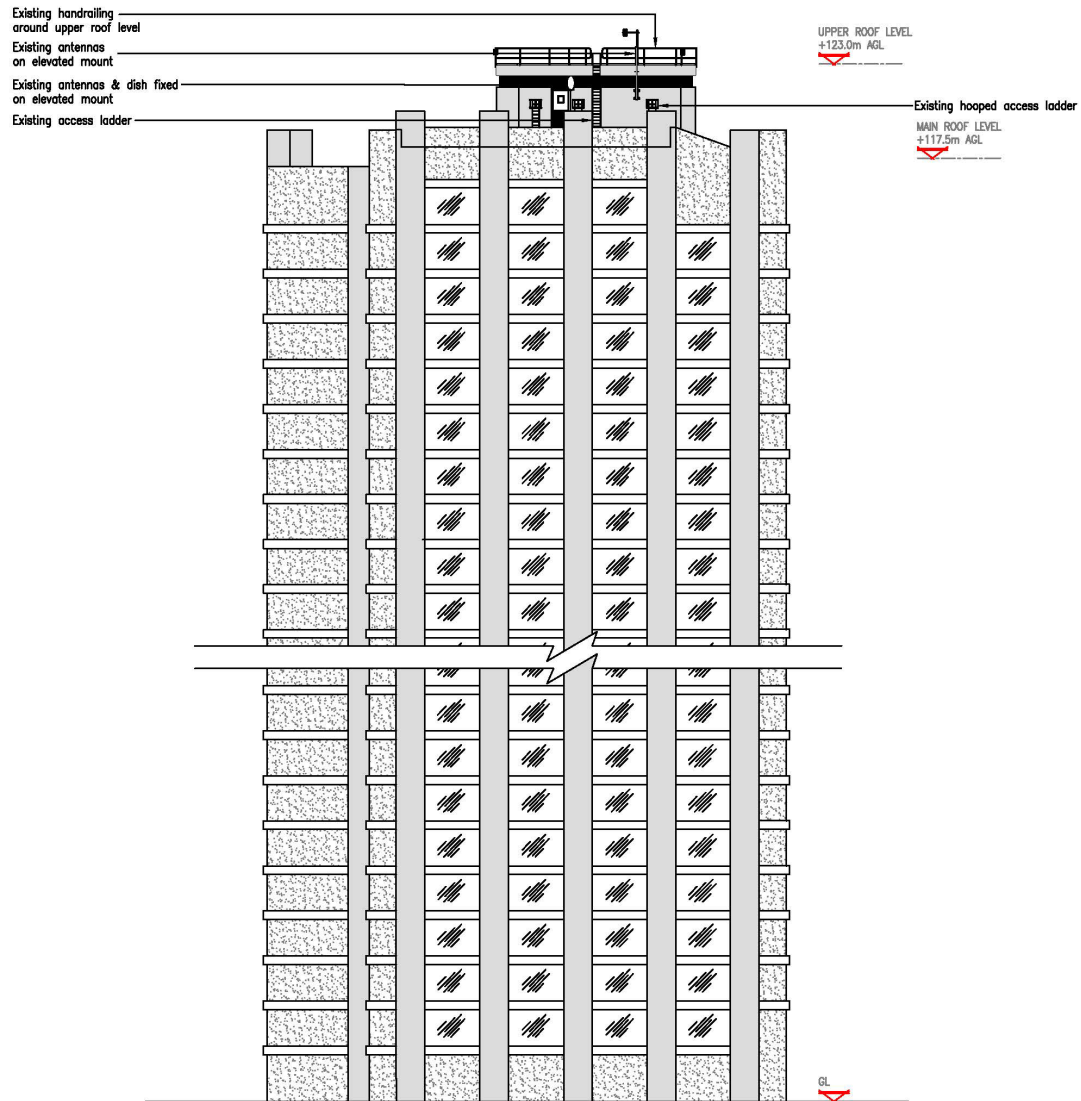 Existing handrailing
around upper roof level
Existing antennas
on elevated mount
Existing antennas & dish fixed
on elevated mount
Existing access ladder
UPPER ROOF LEVEL
+123.0m AGL
Existing hooped access ladder
MAIN ROOF LEVEL
+117.5m AGL
GL